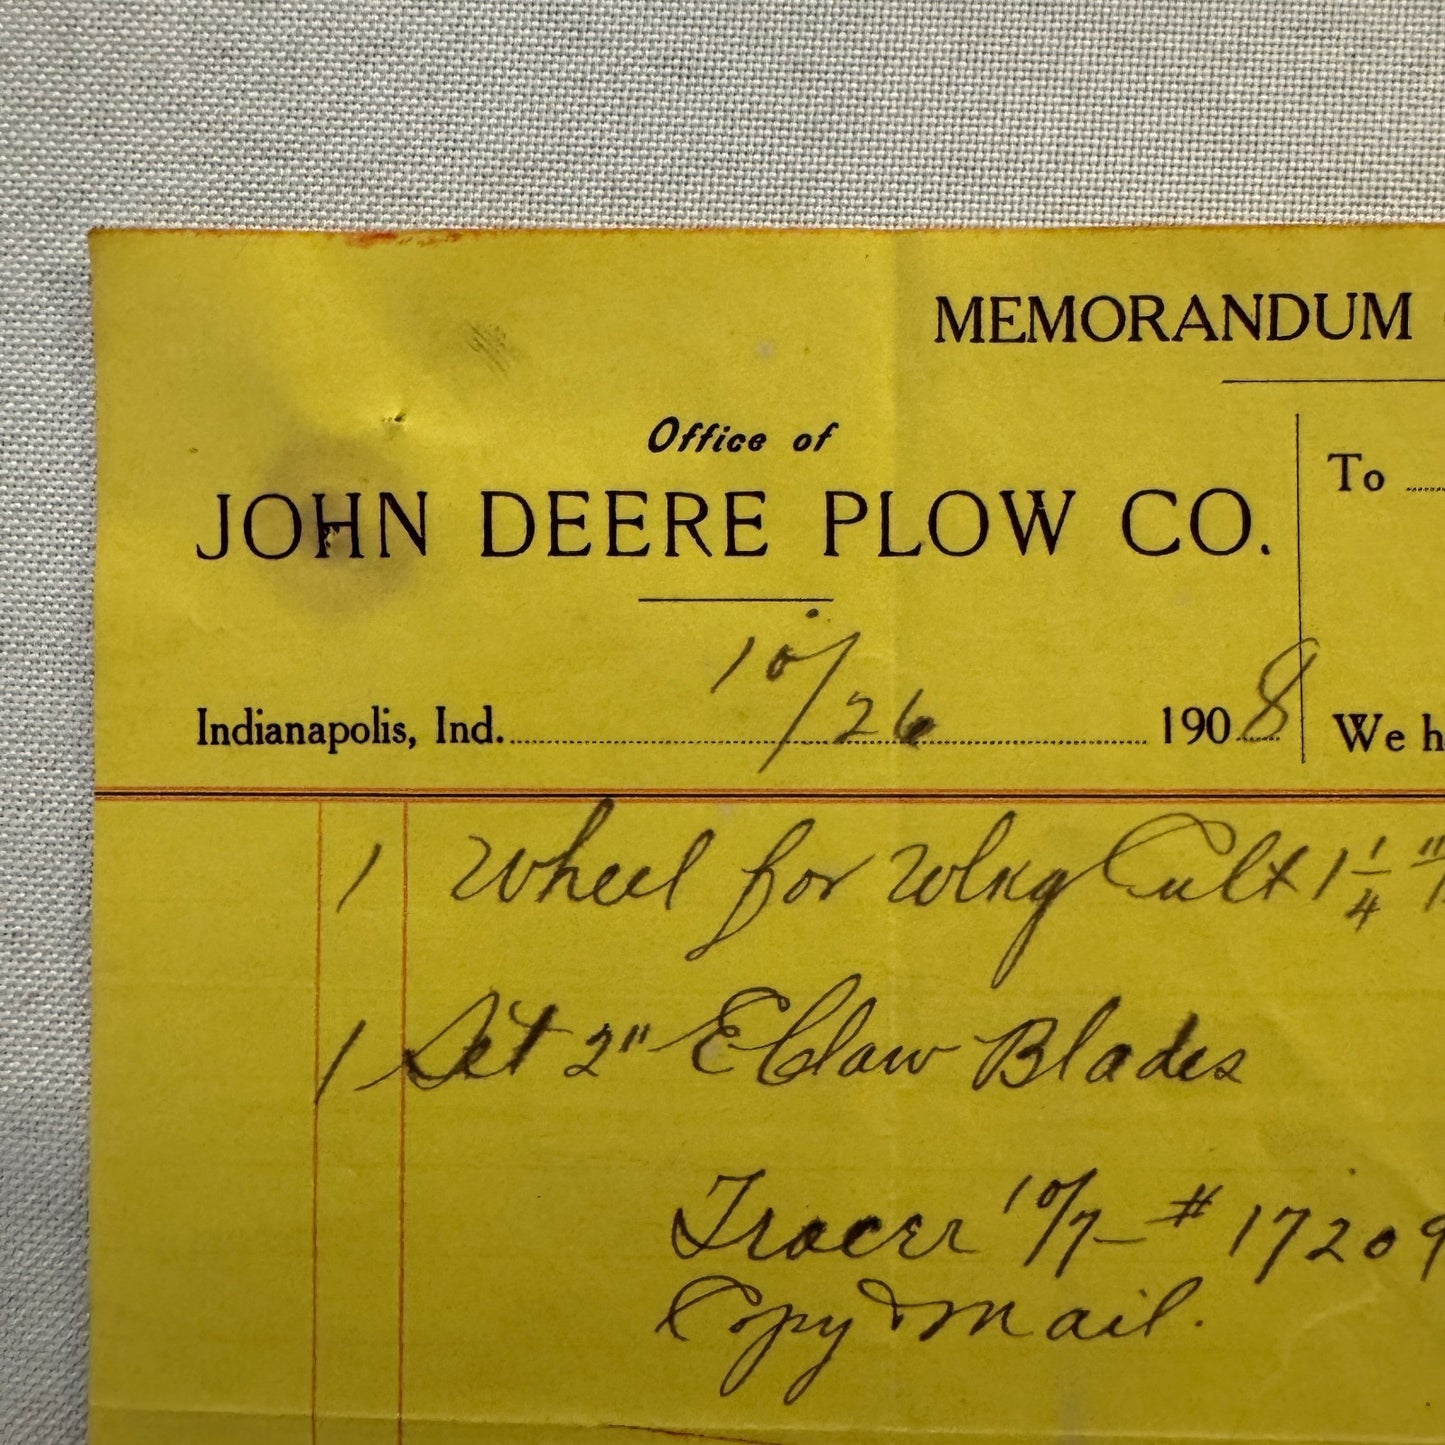 MEMORANDUM
Office of
JOHN DEERE PLOW CO.
To
Indianapolis, Ind. 10/26 1908
We h
1 Wheel for Wlkg Cult 1 1/4"
1 Set 2" E Claw Blades
Tracer 10/7 - # 17209
Copy Mail.